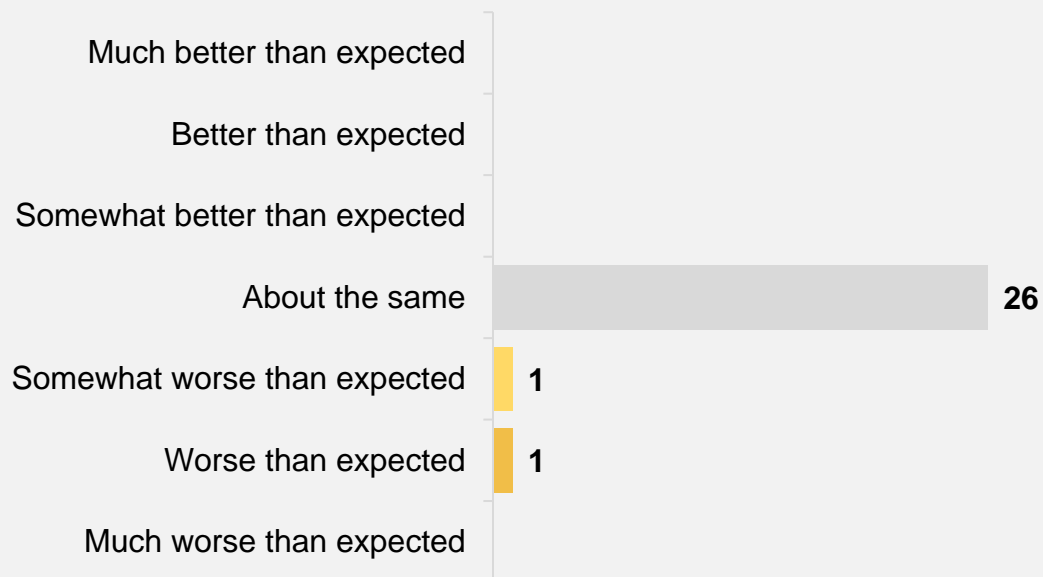 Much better than expected
Better than expected
Somewhat better than expected
About the same 26
Somewhat worse than expected 1
Worse than expected 1
Much worse than expected